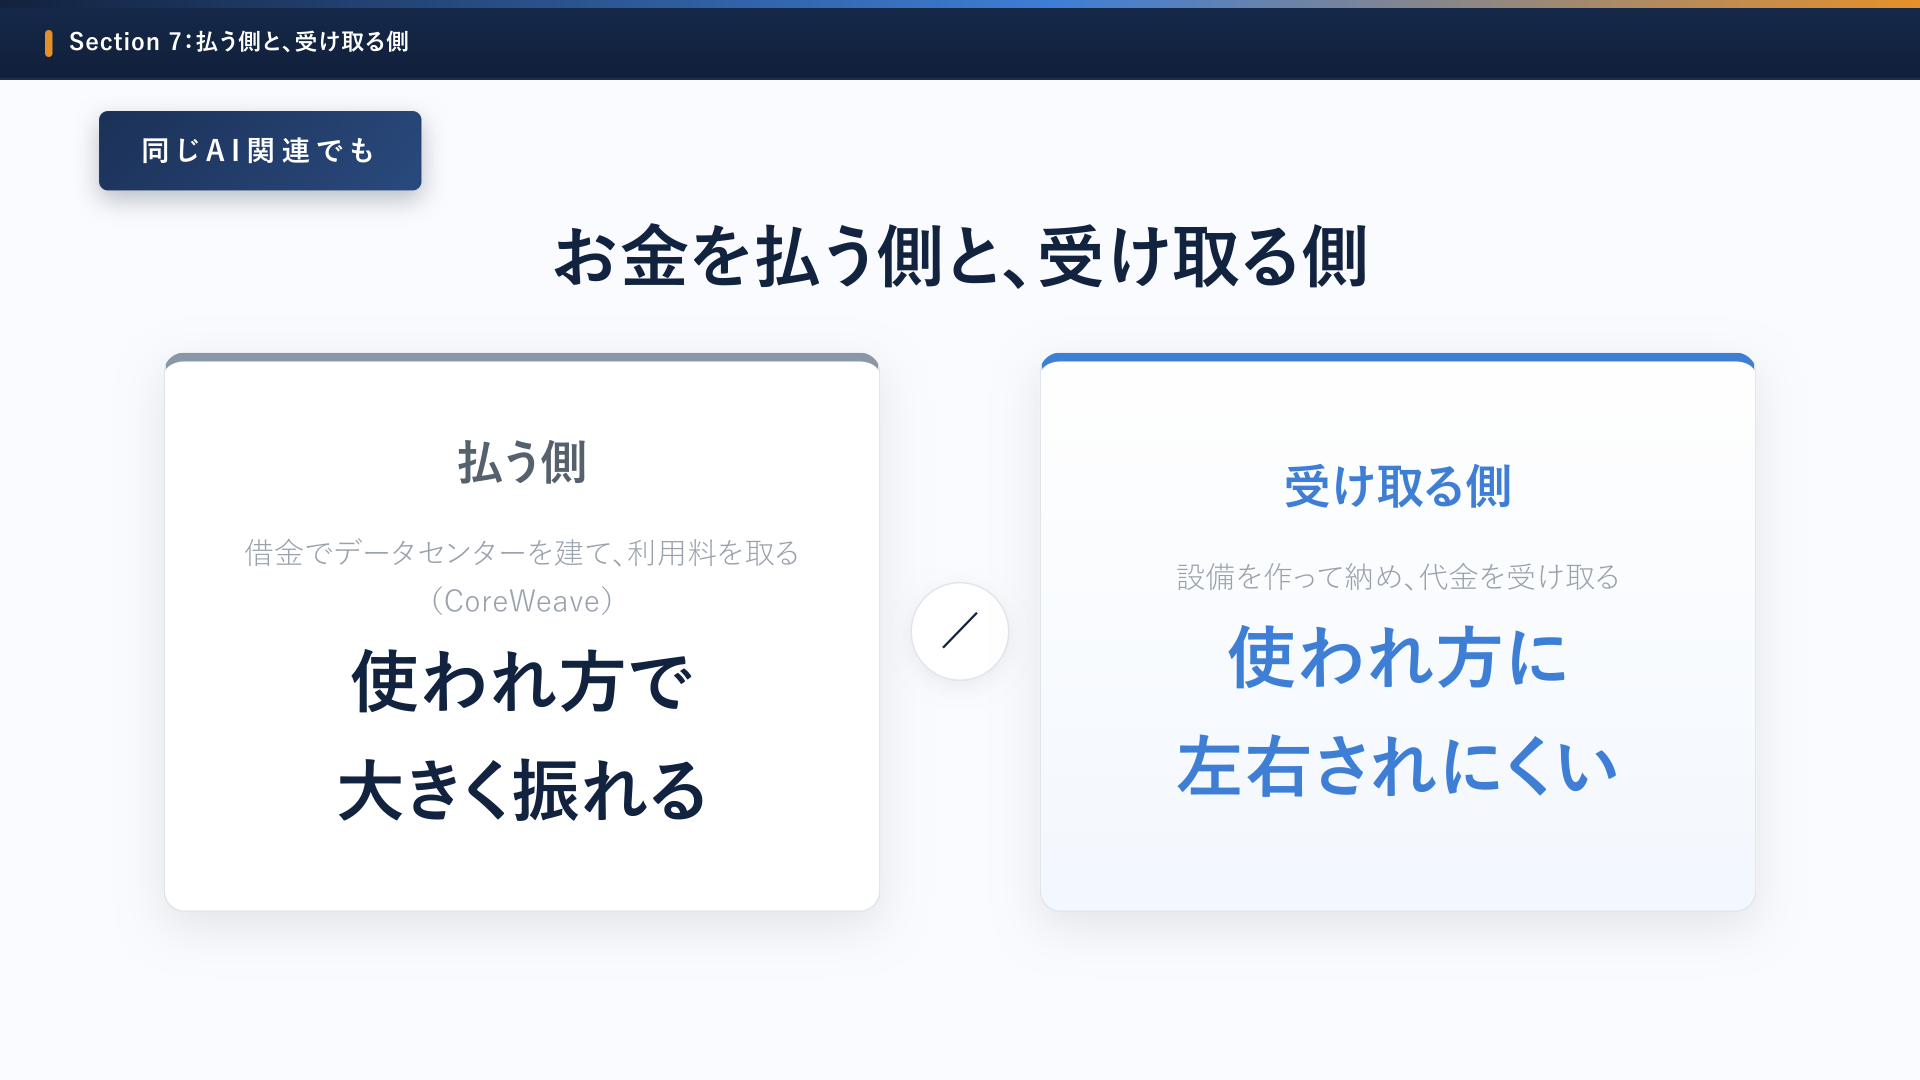 Section 7：払う側と、受け取る側
同じAI関連でも
お金を払う側と、受け取る側
払う側
借金でデータセンターを建て、利用料を取る
（CoreWeave）
使われ方で
大きく振れる
／
受け取る側
設備を作って納め、代金を受け取る
使われ方に
左右されにくい